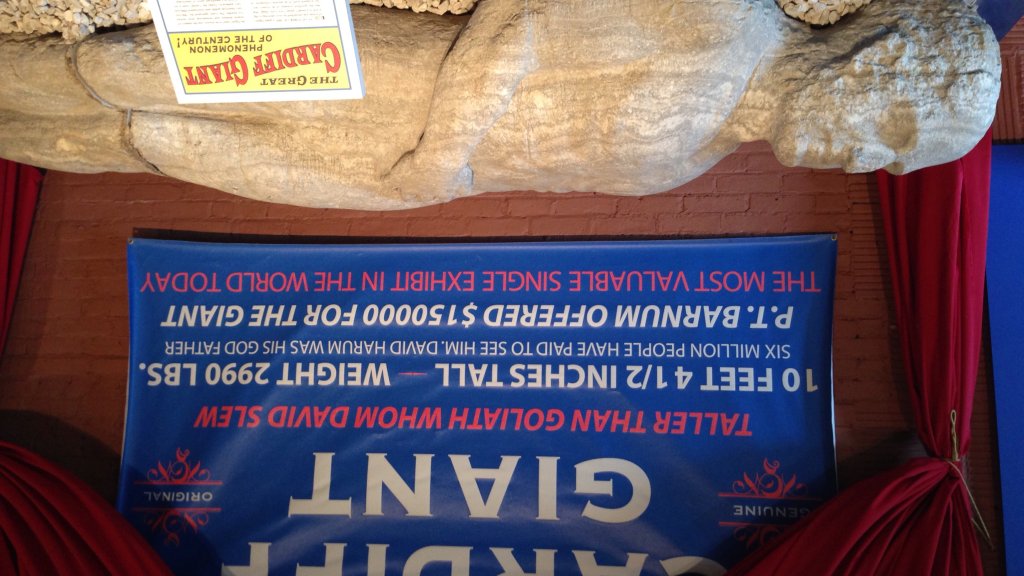 CARDIFF
GENUINE
GIANT
ORIGINAL
TALLER THAN GOLIATH WHOM DAVID SLEW
10 FEET 4 1/2 INCHES TALL — WEIGHT 2990 LBS.
SIX MILLION PEOPLE HAVE PAID TO SEE HIM. DAVID HARUM WAS HIS GOD FATHER
P.T. BARNUM OFFERED $150000 FOR THE GIANT
THE MOST VALUABLE SINGLE EXHIBIT IN THE WORLD TODAY
THE GREAT
CARDIFF GIANT
PHENOMENON
OF THE CENTURY!